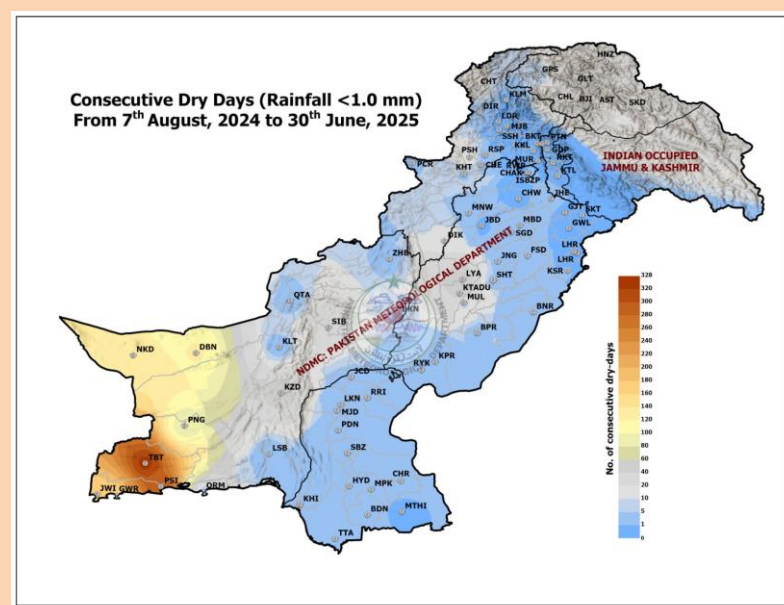 Consecutive Dry Days (Rainfall <1.0 mm)
From 7th August, 2024 to 30th June, 2025
HNZ
GPS
GLT
CHT
KLM
CHL
BJI
AST
SKD
DIR
LDR
MJB
SSH
BKT
PTN
KKL
GDP
PSH
RSP
MUR
RKT
INDIAN OCCUPIED
JAMMU & KASHMIR
PCR
KHT
CHE
RWP
KTL
CHAK
ISBZP
CHW
JHE
MNW
GJT
SKT
JBD
MBD
GWL
SGD
DIK
ZHB
LHR
JNG
FSD
LHR
LYA
SHT
KSR
KTADU
MUL
QTA
BNR
SIB
BPR
KLT
NKD
DBN
RYK
KPR
KZD
JCD
RRI
LKN
MJD
PDN
PNG
LSB
SBZ
TBT
HYD
CHR
JWI
GWR
PSI
ORM
MPK
KHI
BDN
MTHI
TTA
NDMC: PAKISTAN METEOROLOGICAL DEPARTMENT
No. of consecutive dry-days
320
300
280
260
240
220
200
180
160
140
120
100
80
60
50
40
30
20
10
5
1
0